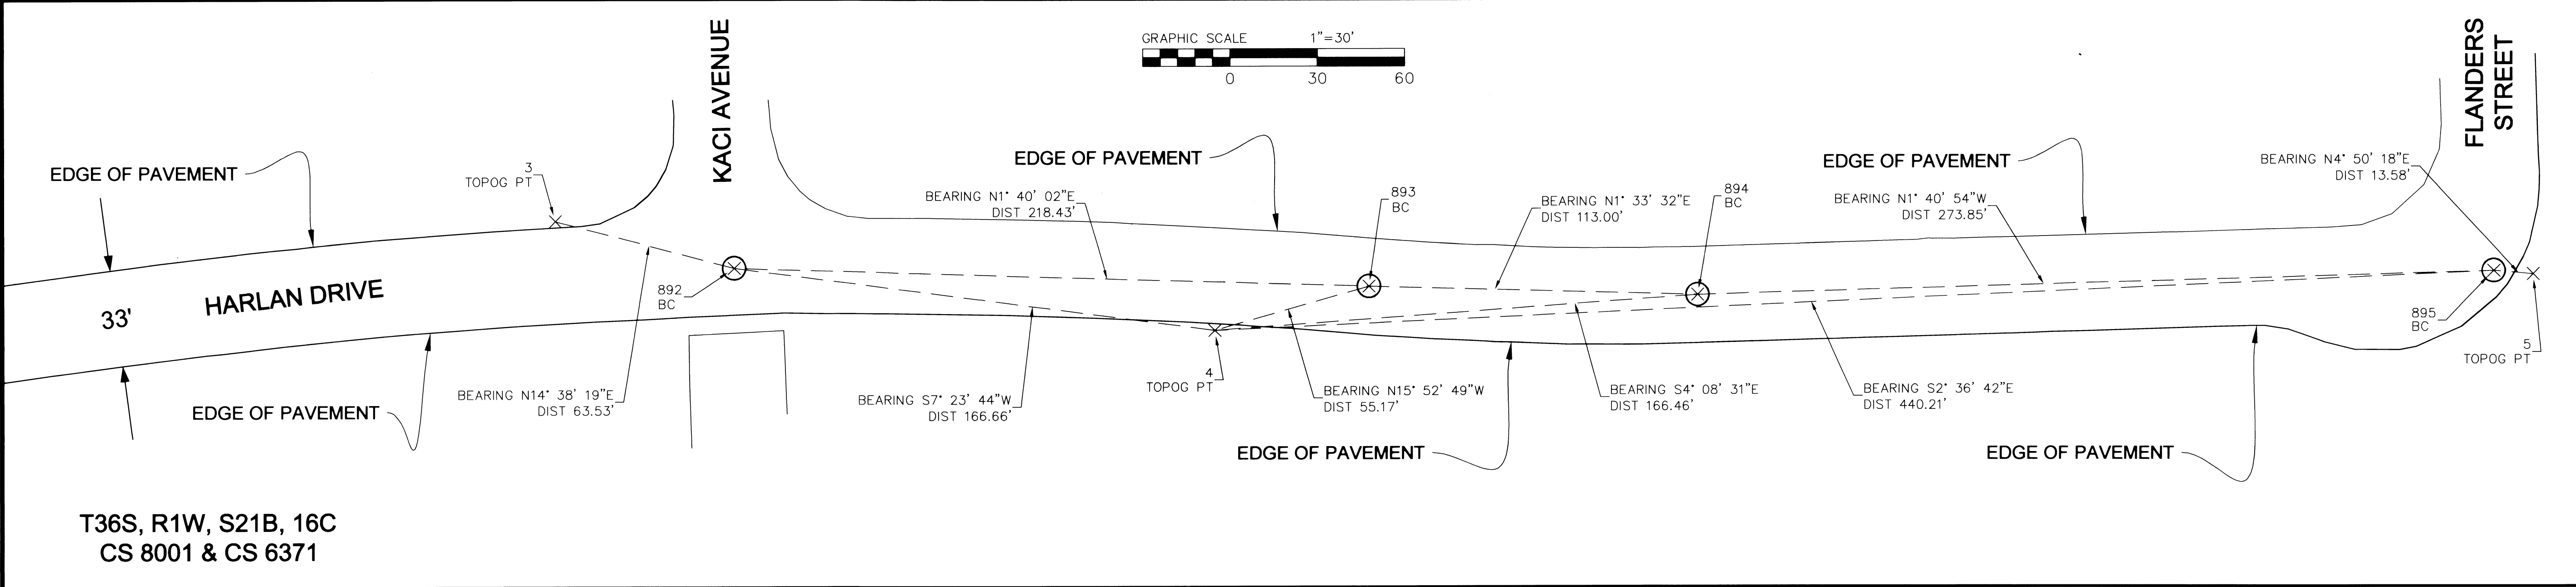 GRAPHIC SCALE 1"=30'
0 30 60
KACI AVENUE
FLANDERS
STREET
EDGE OF PAVEMENT
3
TOPOG PT
EDGE OF PAVEMENT
EDGE OF PAVEMENT
BEARING N4° 50' 18"E
DIST 13.58'
BEARING N1° 40' 02"E
DIST 218.43'
893
BC
BEARING N1° 33' 32"E
DIST 113.00'
894
BC
BEARING N1° 40' 54"W
DIST 273.85'
33'
HARLAN DRIVE
892
BC
895
BC
5
TOPOG PT
4
TOPOG PT
BEARING N14° 38' 19"E
DIST 63.53'
BEARING S7° 23' 44"W
DIST 166.66'
BEARING N15° 52' 49"W
DIST 55.17'
BEARING S4° 08' 31"E
DIST 166.46'
BEARING S2° 36' 42"E
DIST 440.21'
EDGE OF PAVEMENT
EDGE OF PAVEMENT
EDGE OF PAVEMENT
T36S, R1W, S21B, 16C
CS 8001 & CS 6371